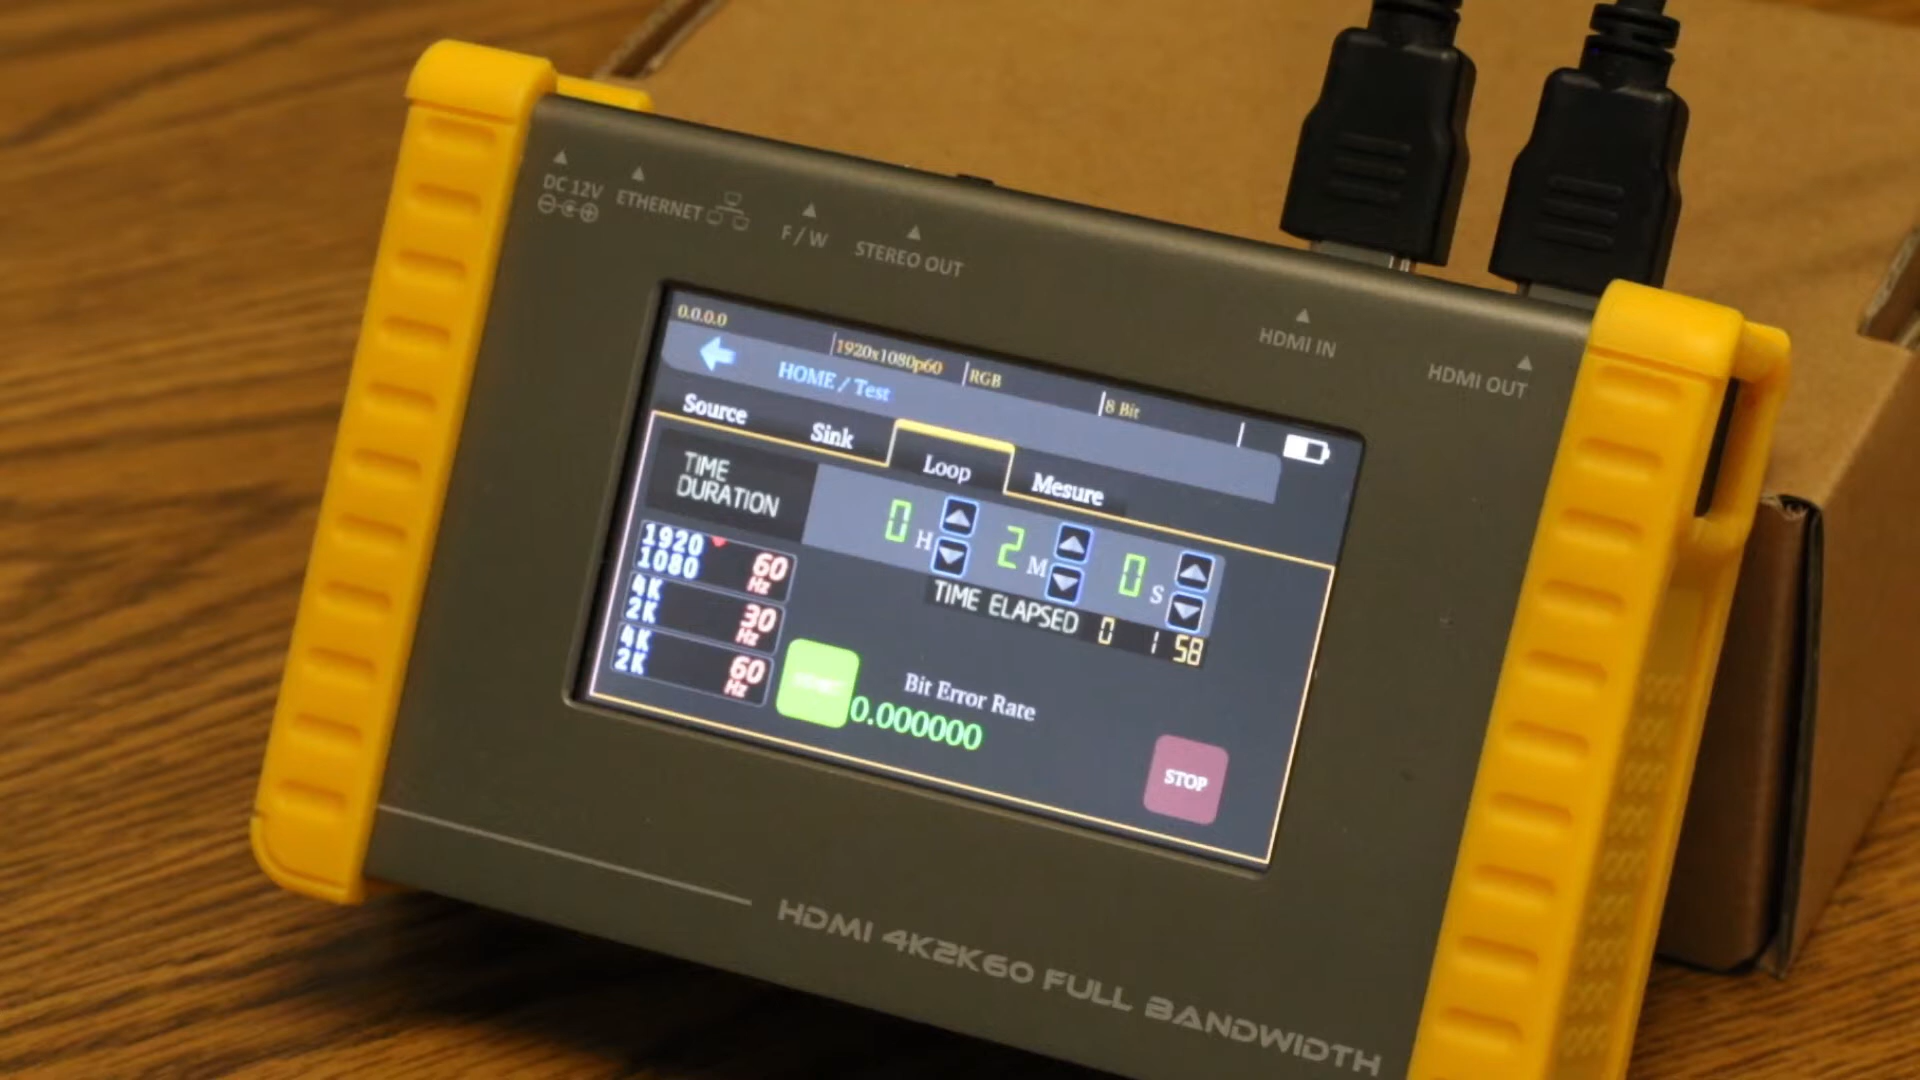 DC 12V
ETHERNET
F / W
STEREO OUT
HDMI IN
HDMI OUT
0.0.0.0
1920x1080p60
RGB
8 Bit
HOME / Test
Source
Sink
Loop
Mesure
TIME
DURATION
0 H 2 M 0 S
TIME ELAPSED 0 1 58
1920
1080
60
Hz
4K
2K
30
Hz
4K
2K
60
Hz
Bit Error Rate
0.000000
STOP
HDMI 4K2K60 FULL BANDWIDTH